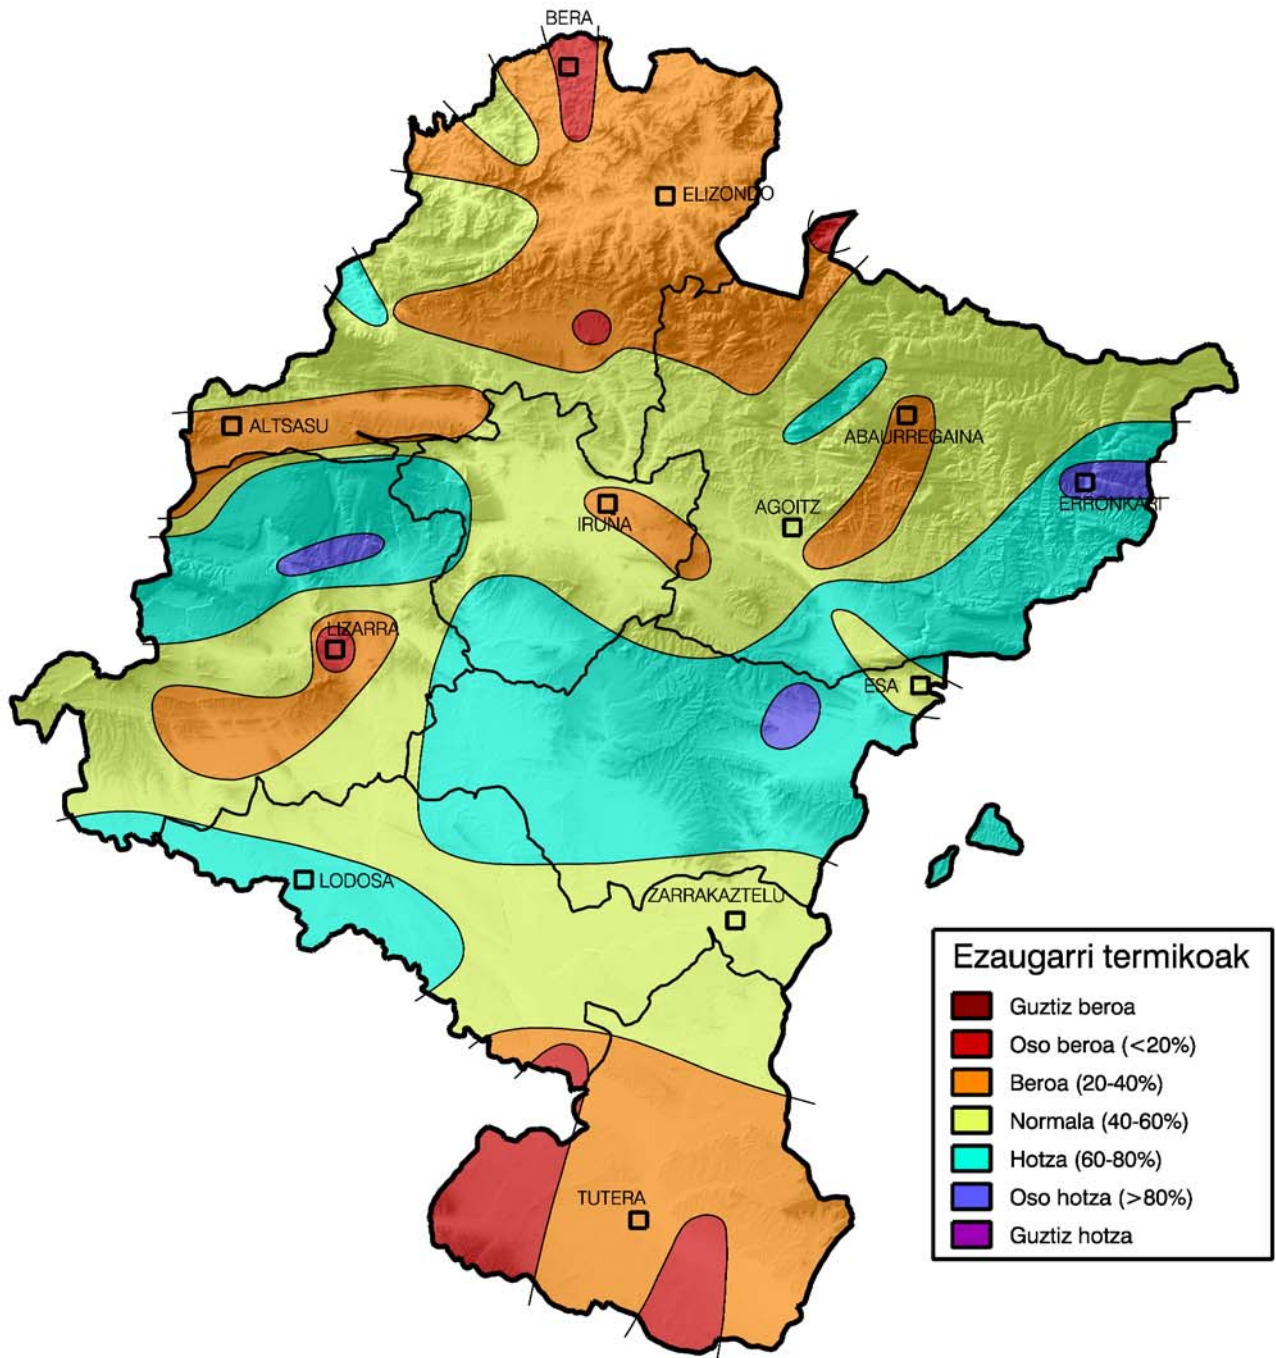 BERA
ELIZONDO
ALTSASU
ABAURREGAINA
ERRONKARI
IRUNA
AGOITZ
LIZARRA
ESA
LODOSA
ZARRAKAZTELU
TUTERA
Ezaugarri termikoak
Guztiz beroa
Oso beroa (<20%)
Beroa (20-40%)
Normala (40-60%)
Hotza (60-80%)
Oso hotza (>80%)
Guztiz hotza